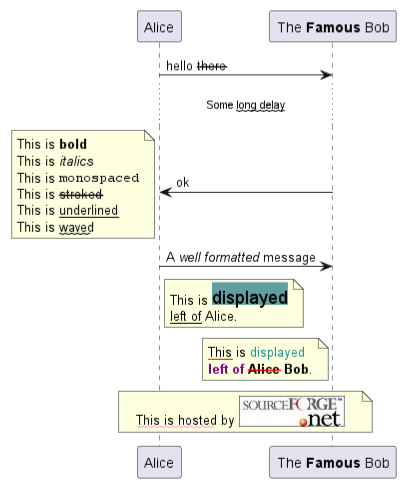 Alice
The Famous Bob
hello there
Some long delay
This is bold
This is italics
This is monospaced
This is stroked
This is underlined
This is waved
ok
A well formatted message
This is displayed
left of Alice.
This is displayed
left of Alice Bob.
This is hosted by SOURCEFORGE™ .net
Alice
The Famous Bob